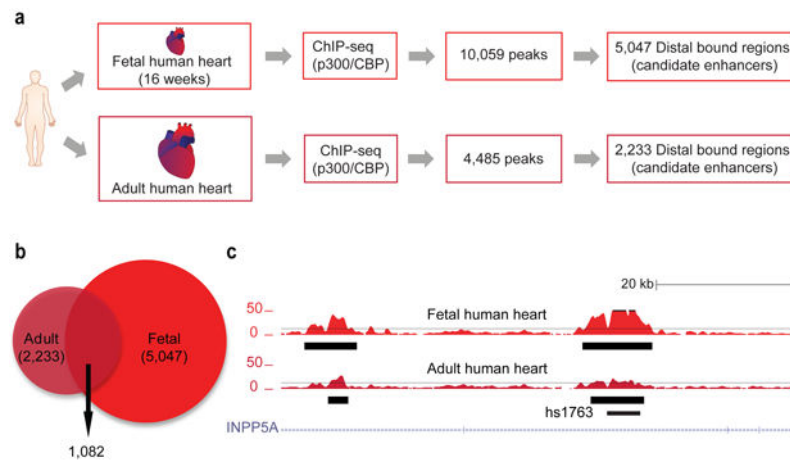 a
Fetal human heart
(16 weeks)
ChIP-seq
(p300/CBP)
10,059 peaks
5,047 Distal bound regions
(candidate enhancers)
Adult human heart
ChIP-seq
(p300/CBP)
4,485 peaks
2,233 Distal bound regions
(candidate enhancers)
b
Adult
(2,233)
Fetal
(5,047)
1,082
c
20 kb
50
Fetal human heart
0
50
Adult human heart
0
hs1763
INPP5A